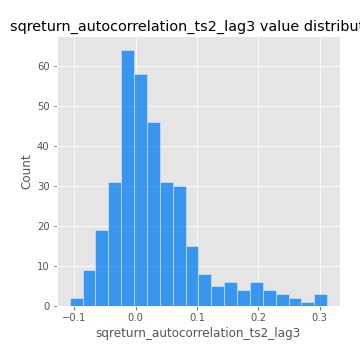 sqreturn_autocorrelation_ts2_lag3 value distribut
60
50
40
30
20
10
0
Count
−0.1 0.0 0.1 0.2 0.3
sqreturn_autocorrelation_ts2_lag3